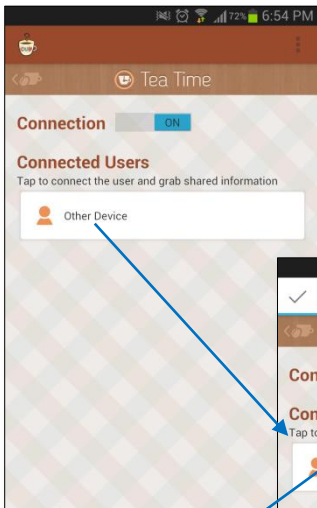 72% 6:54 PM
Tea Time
Connection ON
Connected Users
Tap to connect the user and grab shared information
Other Device
Con
Con
Tap to